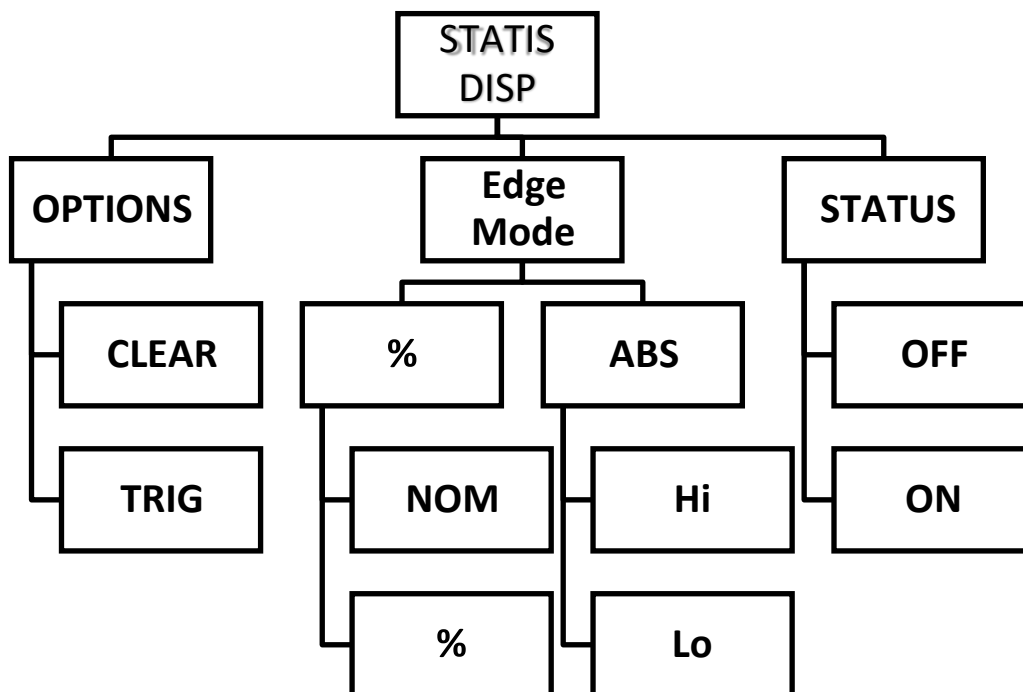 STATIS
DISP
OPTIONS
Edge
Mode
STATUS
CLEAR
%
ABS
OFF
TRIG
NOM
Hi
ON
%
Lo